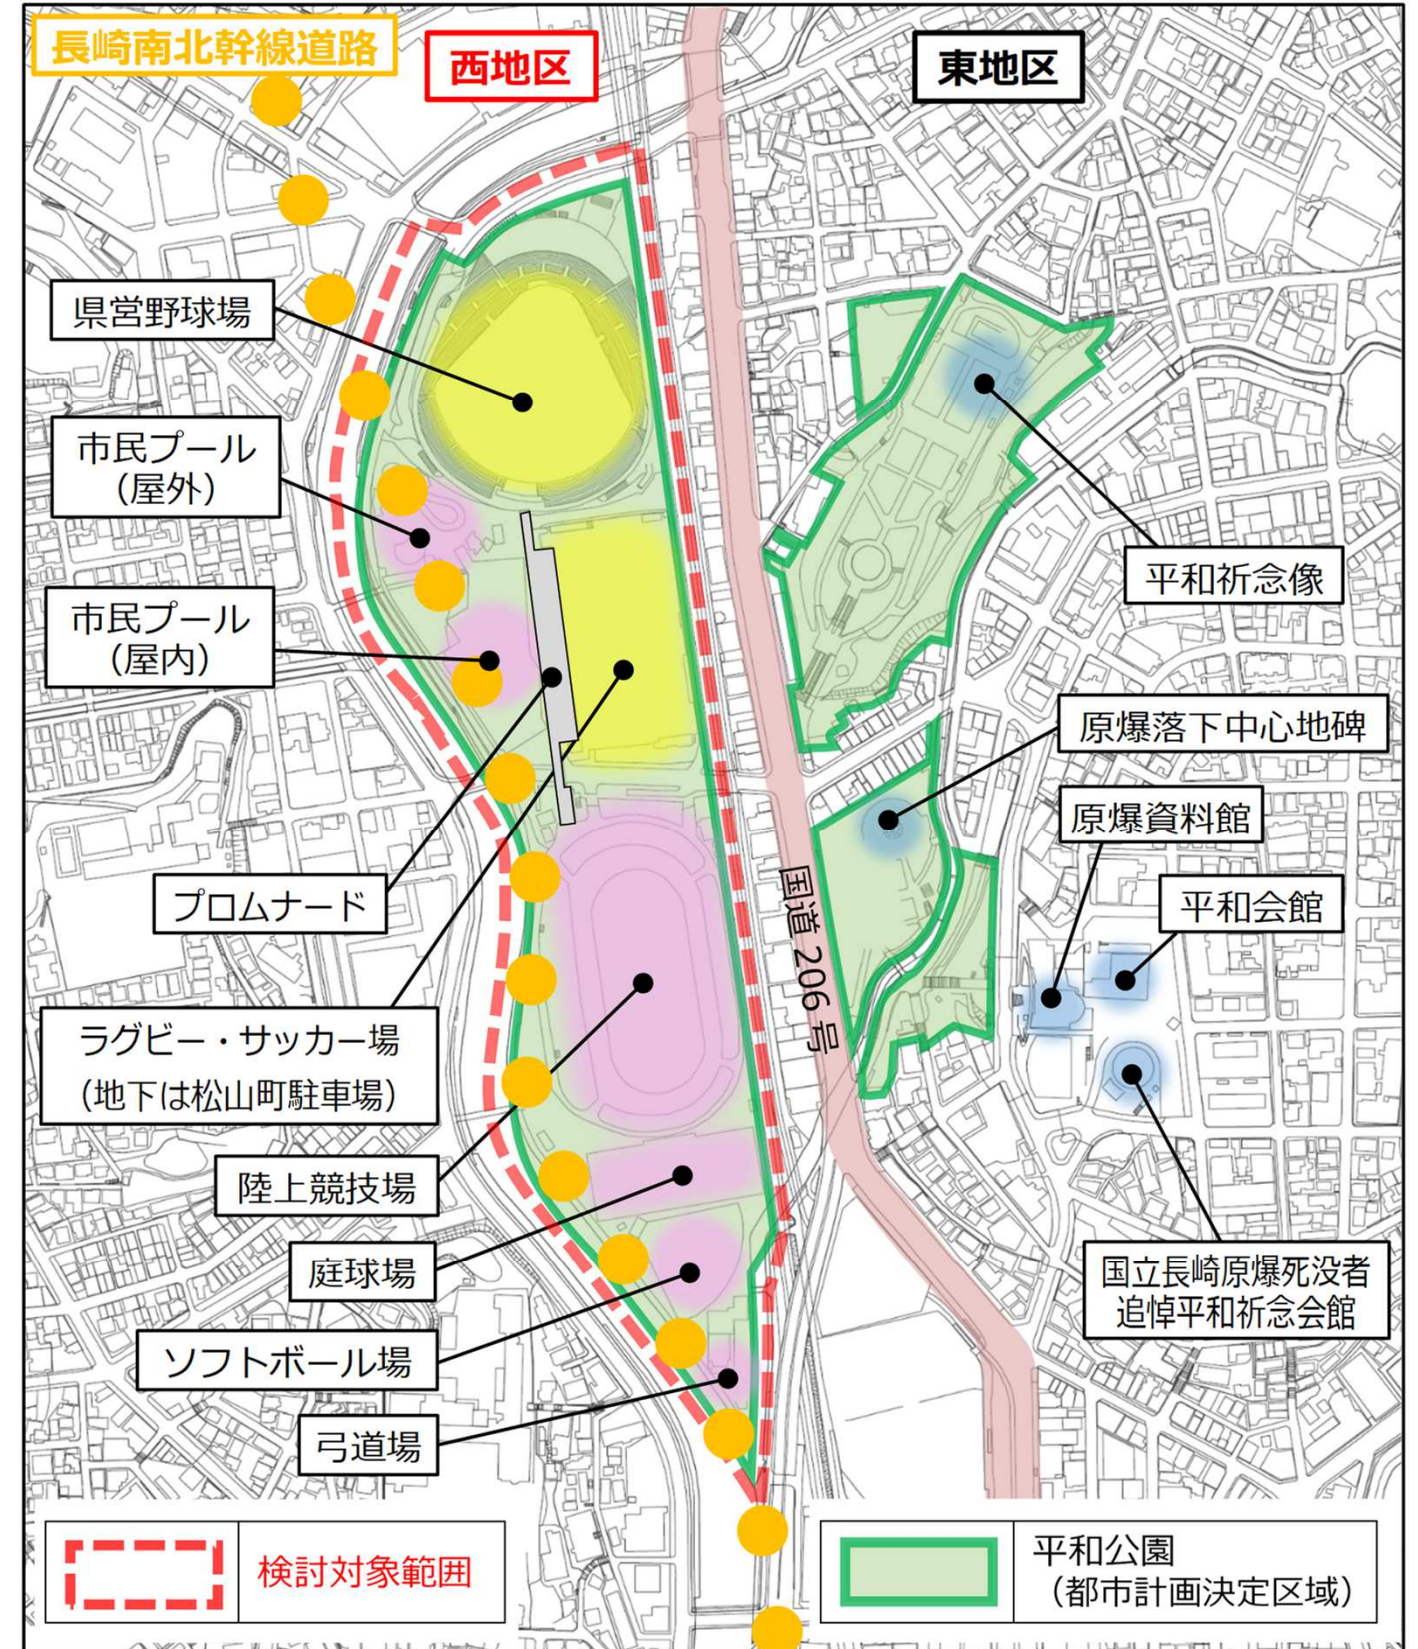 長崎南北幹線道路
西地区
東地区
県営野球場
市民プール
（屋外）
市民プール
（屋内）
プロムナード
ラグビー・サッカー場
（地下は松山町駐車場）
陸上競技場
庭球場
ソフトボール場
弓道場
国道 206 号
平和祈念像
原爆落下中心地碑
原爆資料館
平和会館
国立長崎原爆死没者
追悼平和祈念会館
検討対象範囲
平和公園
（都市計画決定区域）